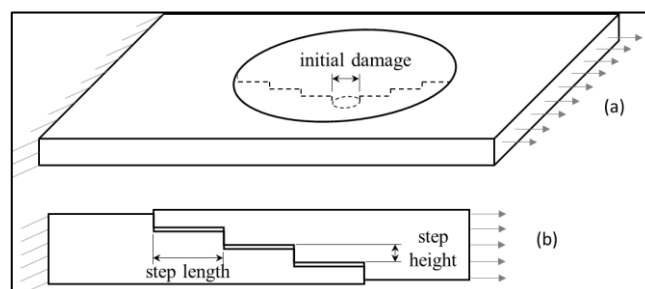 initial damage
(a)
step
height
(b)
step length